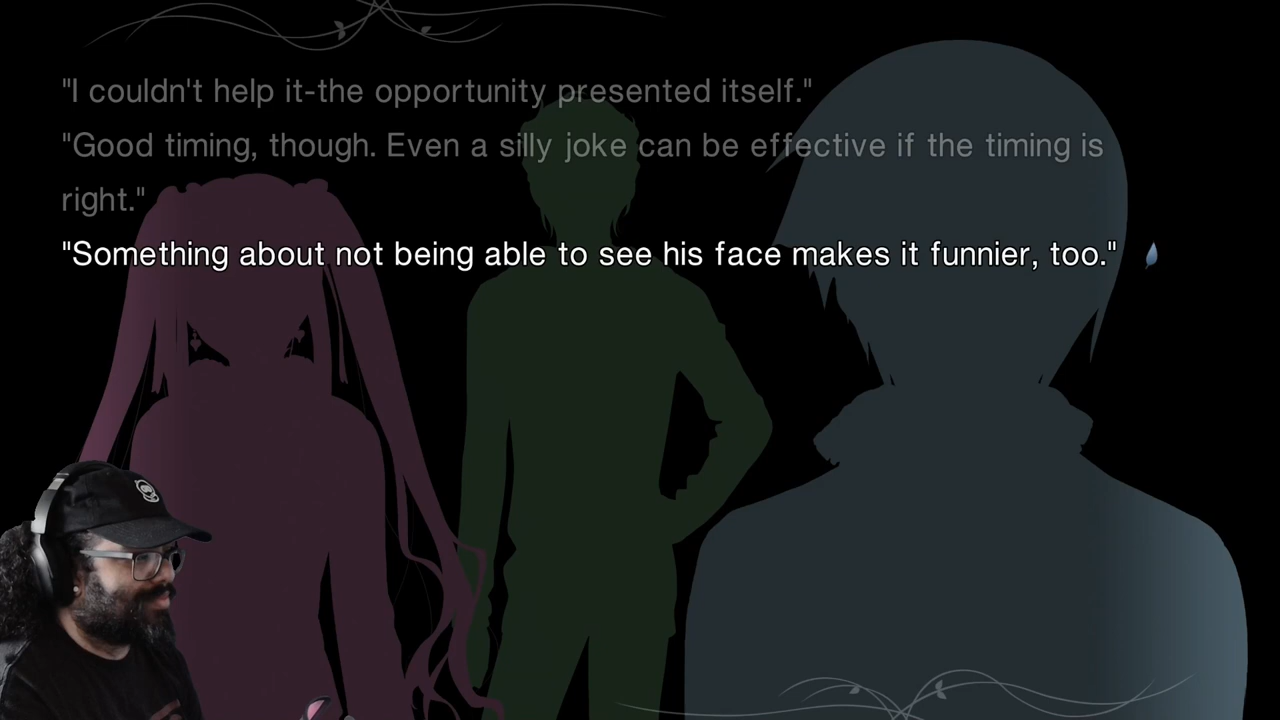 "I couldn't help it-the opportunity presented itself."
"Good timing, though. Even a silly joke can be effective if the timing is
right."
"Something about not being able to see his face makes it funnier, too."